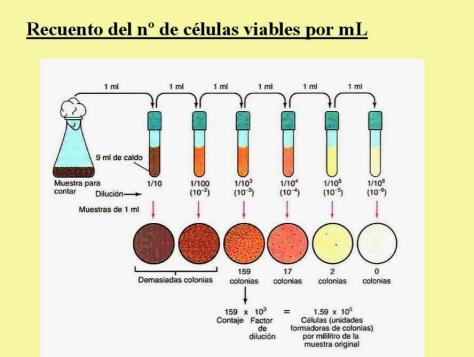 Recuento del nº de células viables por mL
1 ml 1 ml 1 ml 1 ml 1 ml 1 ml
9 ml de caldo
Muestra para contar
Dilución
1/10
1/100 (10⁻²)
1/10³ (10⁻³)
1/10⁴ (10⁻⁴)
1/10⁵ (10⁻⁵)
1/10⁶ (10⁻⁶)
Muestras de 1 ml
Demasiadas colonias
159 colonias
17 colonias
2 colonias
0 colonias
159 x 10³ = 1.59 x 10⁵
Contaje Factor de dilución
Células (unidades
formadoras de colonias)
por mililitro de la
muestra original